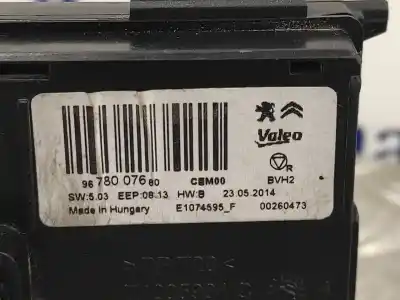 Valeo
R
96 780 076 80 CEM00 BVH2
SW:5.03 EEP:08.13 HW:B 23.05.2014
Made in Hungary E1074595_F 00260473